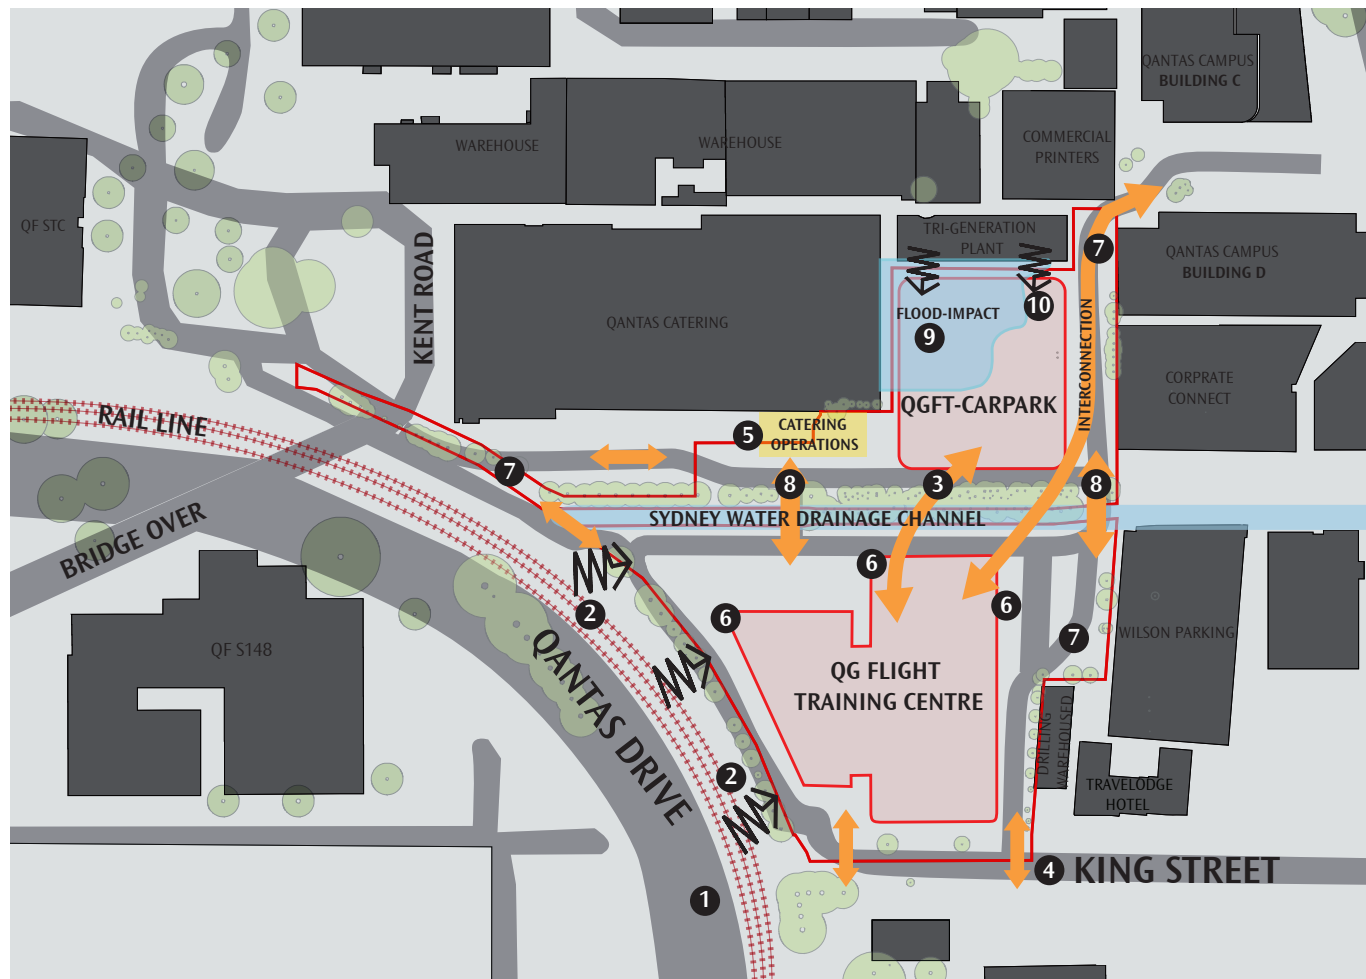 QANTAS CAMPUS
BUILDING C
WAREHOUSE
WAREHOUSE
COMMERCIAL
PRINTERS
QF STC
KENT ROAD
TRI-GENERATION
PLANT
7
QANTAS CAMPUS
BUILDING D
10
FLOOD-IMPACT
9
QANTAS CATERING
INTERCONNECTION
CORPRATE
CONNECT
QGFT-CARPARK
RAIL LINE
5
CATERING
OPERATIONS
7
8
3
8
SYDNEY WATER DRAINAGE CHANNEL
BRIDGE OVER
6
2
6
6
7
WILSON PARKING
QF S148
QANTAS DRIVE
QG FLIGHT
TRAINING CENTRE
DRILLING
WAREHOUSED
2
TRAVELODGE
HOTEL
4
KING STREET
1